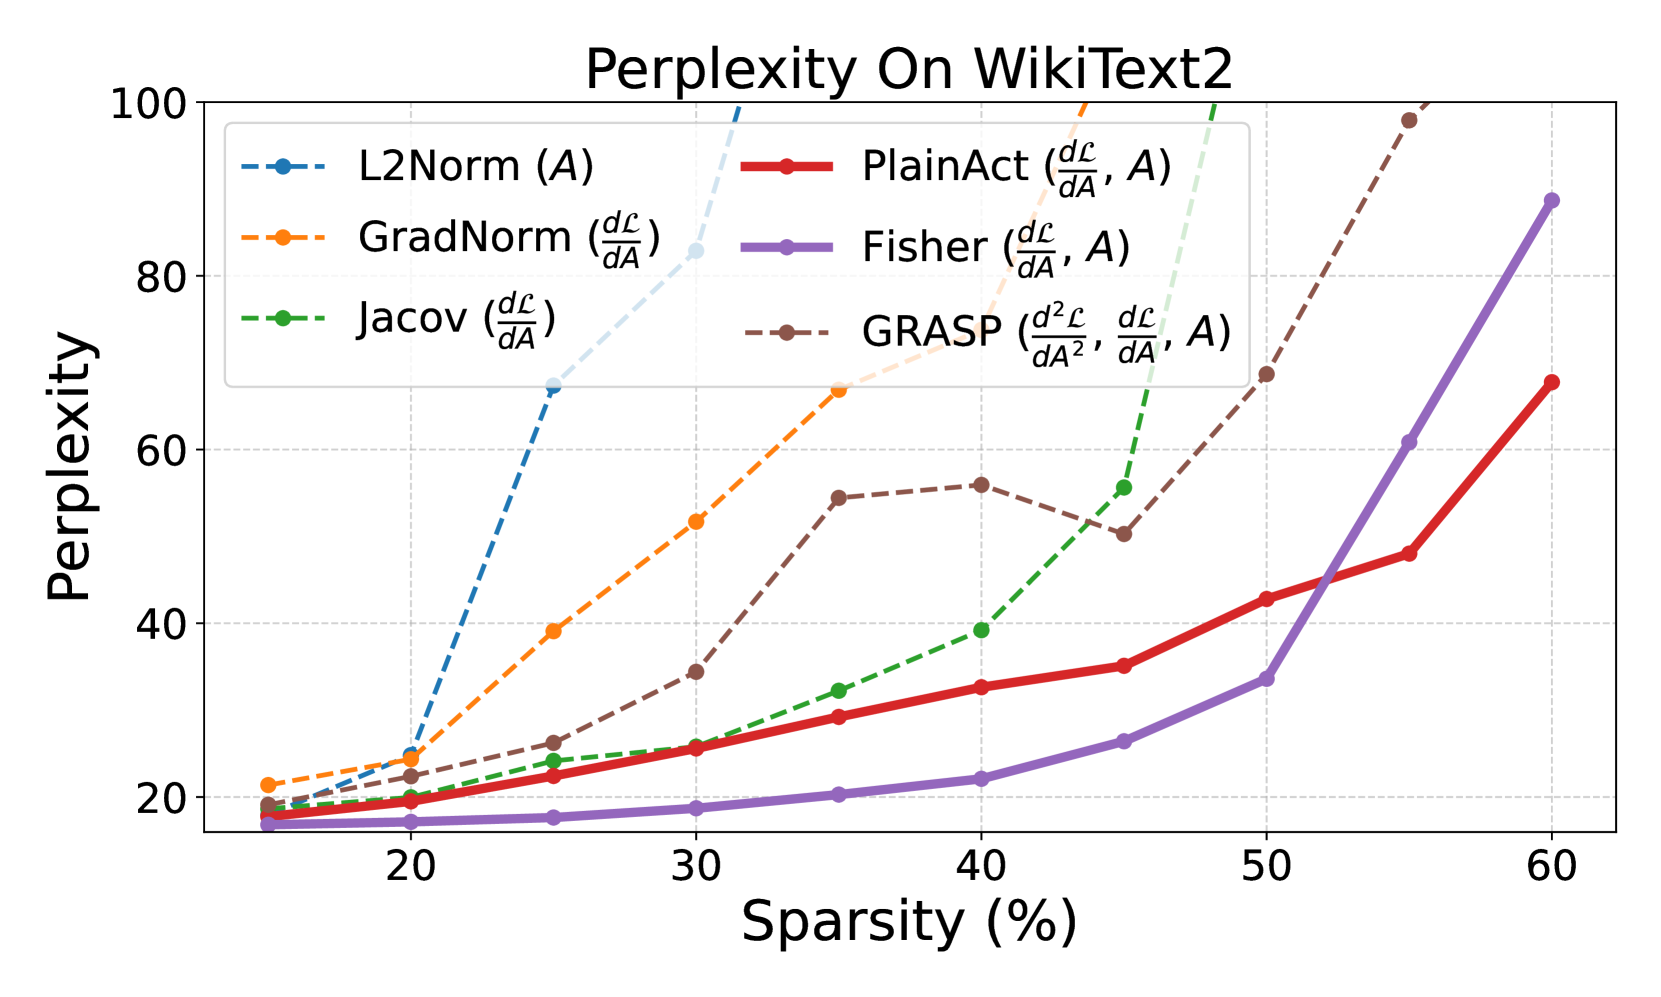 Perplexity On WikiText2
100
80
60
40
20
Perplexity
L2Norm (A)
GradNorm (dℒ/dA)
Jacov (dℒ/dA)
PlainAct (dℒ/dA, A)
Fisher (dℒ/dA, A)
GRASP (d²ℒ/dA², dℒ/dA, A)
20 30 40 50 60
Sparsity (%)